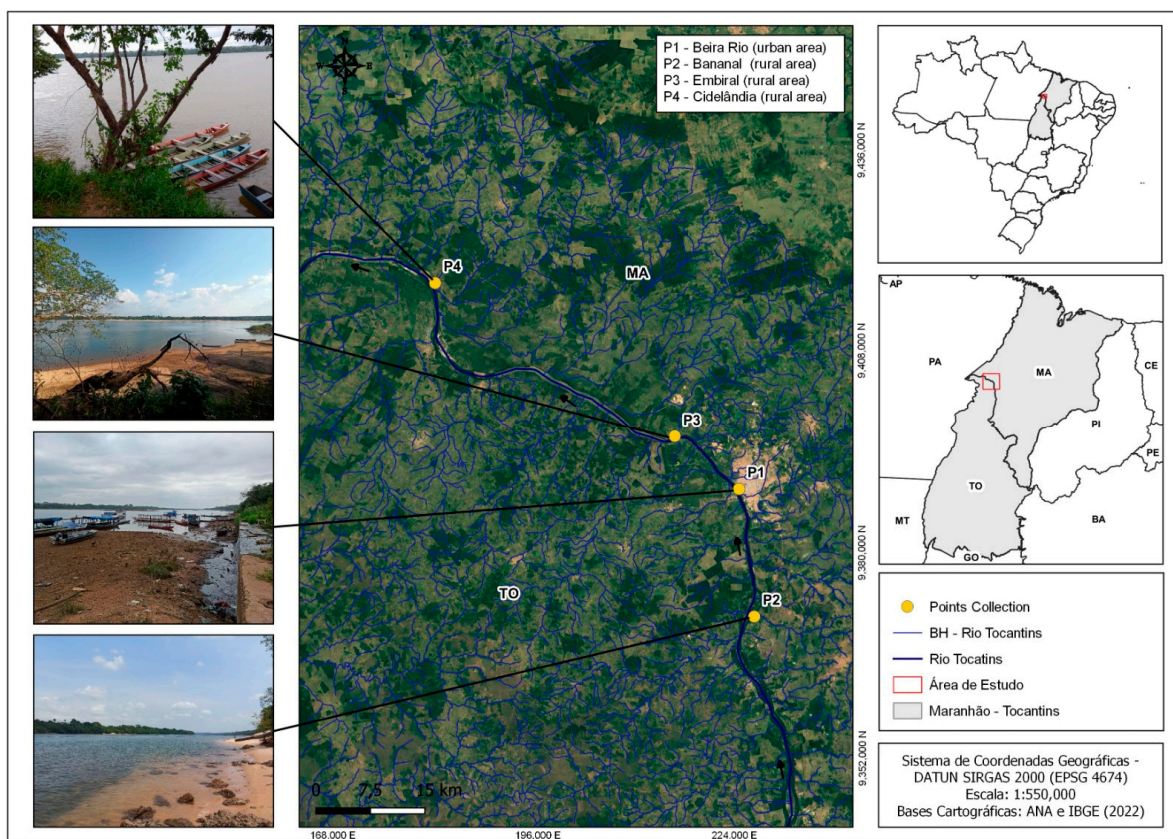 P1 - Beira Rio (urban area)
P2 - Bananal (rural area)
P3 - Embiral (rural area)
P4 - Cidelândia (rural area)
W
E
P4
MA
P3
P1
TO
P2
0
7,5
15 km
168.000 E
196.000 E
224.000 E
9,436,000 N
9,408,000 N
9,380,000 N
9,352,000 N
AP
PA
MA
CE
PI
PE
TO
MT
BA
GO
Points Collection
BH - Rio Tocantins
Rio Tocatins
Área de Estudo
Maranhão - Tocantins
Sistema de Coordenadas Geográficas -
DATUN SIRGAS 2000 (EPSG 4674)
Escala: 1:550,000
Bases Cartográficas: ANA e IBGE (2022)